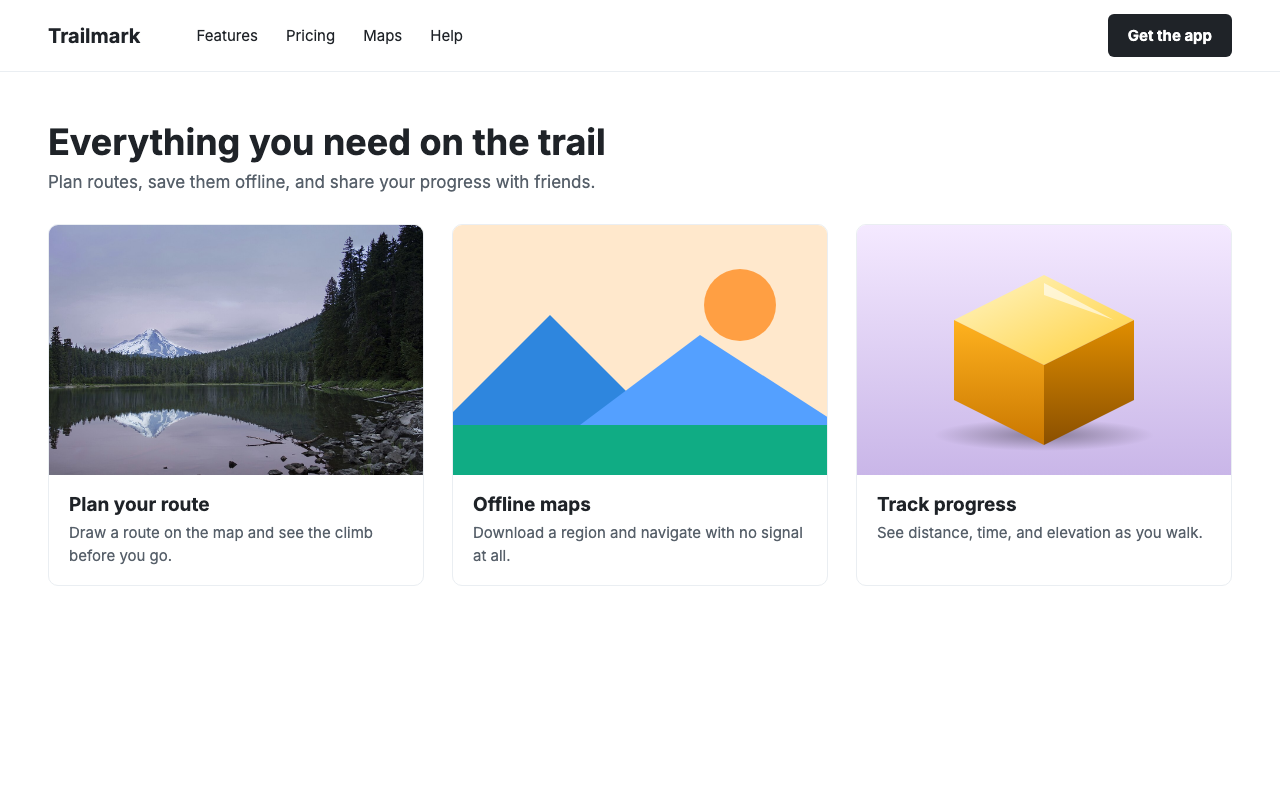 Trailmark
Features
Pricing
Maps
Help
Get the app
Everything you need on the trail
Plan routes, save them offline, and share your progress with friends.
Plan your route
Draw a route on the map and see the climb
before you go.
Offline maps
Download a region and navigate with no signal
at all.
Track progress
See distance, time, and elevation as you walk.